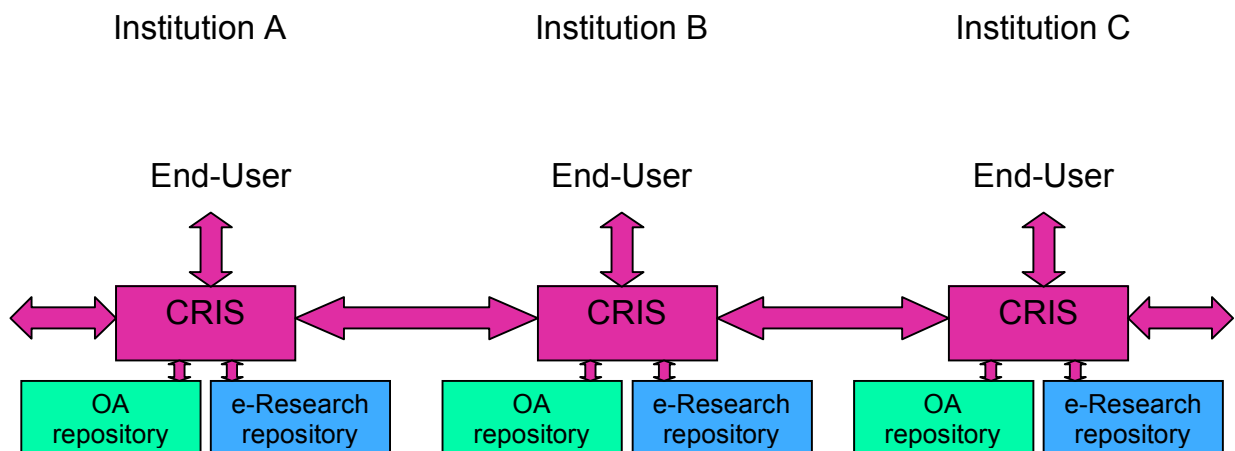 Institution A
Institution B
Institution C
End-User
End-User
End-User
CRIS
CRIS
CRIS
OA
repository
e-Research
repository
OA
repository
e-Research
repository
OA
repository
e-Research
repository